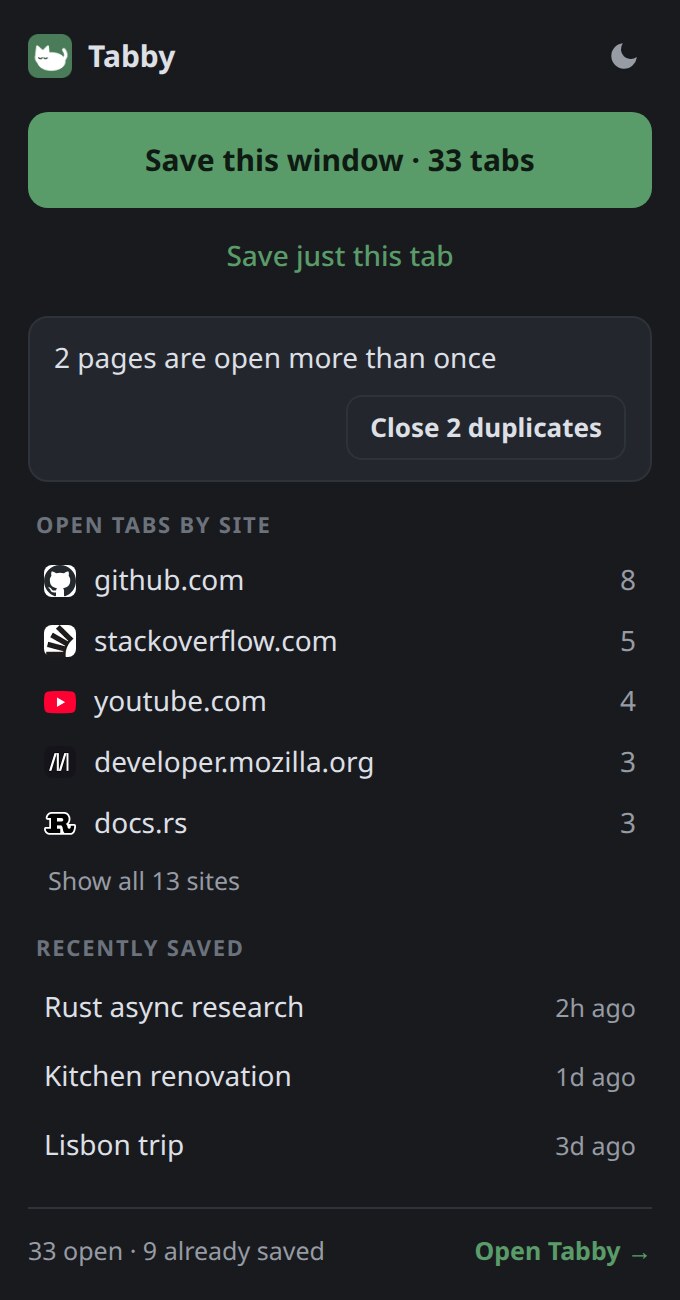 Tabby
Save this window · 33 tabs
Save just this tab
2 pages are open more than once
Close 2 duplicates
OPEN TABS BY SITE
github.com 8
stackoverflow.com 5
youtube.com 4
developer.mozilla.org 3
docs.rs 3
Show all 13 sites
RECENTLY SAVED
Rust async research 2h ago
Kitchen renovation 1d ago
Lisbon trip 3d ago
33 open · 9 already saved Open Tabby →